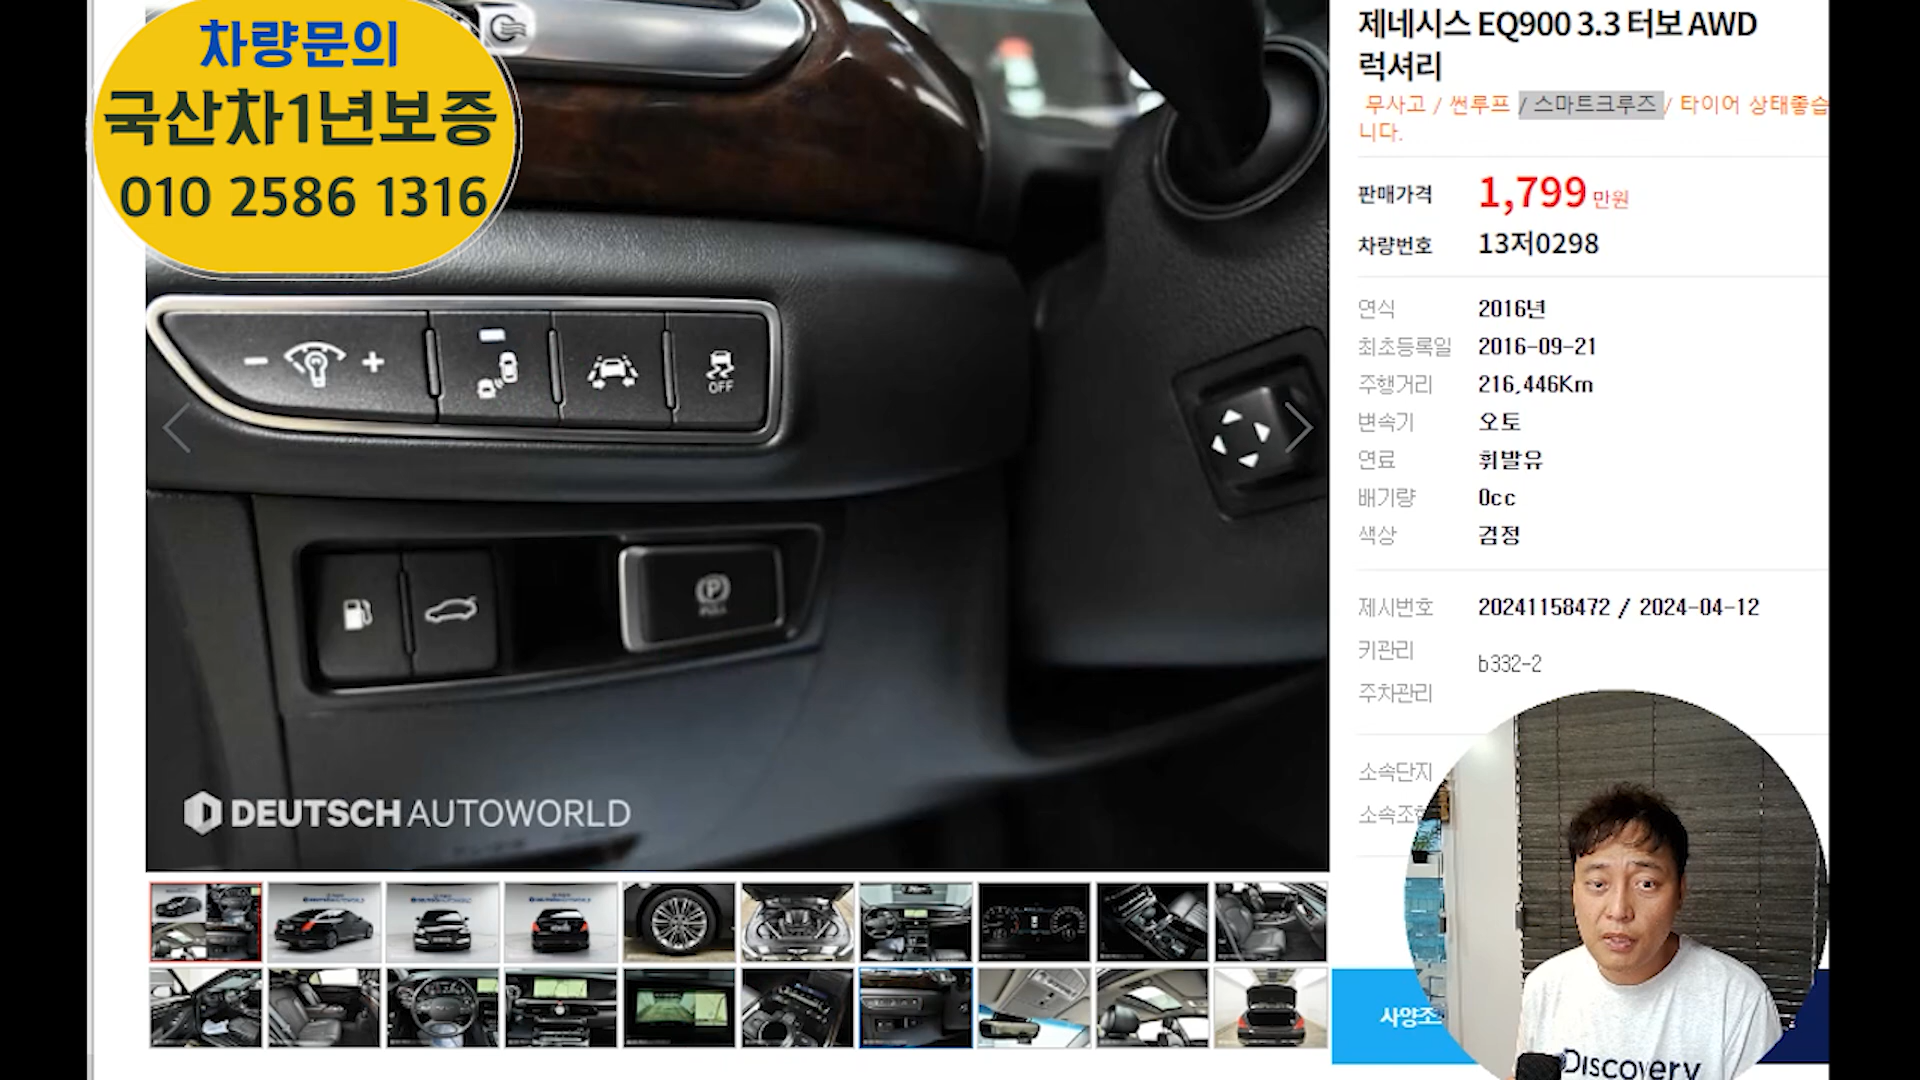 차량문의
국산차1년보증
010 2586 1316
OFF
DEUTSCH AUTOWORLD
제네시스 EQ900 3.3 터보 AWD
럭셔리
무사고 / 썬루프 / 스마트크루즈 / 타이어 상태좋습
니다.
판매가격 1,799 만원
차량번호 13저0298
연식 2016년
최초등록일 2016-09-21
주행거리 216,446Km
변속기 오토
연료 휘발유
배기량 0cc
색상 검정
제시번호 20241158472 / 2024-04-12
키관리 b332-2
주차관리
소속단지
소속조
사양조
Discovery